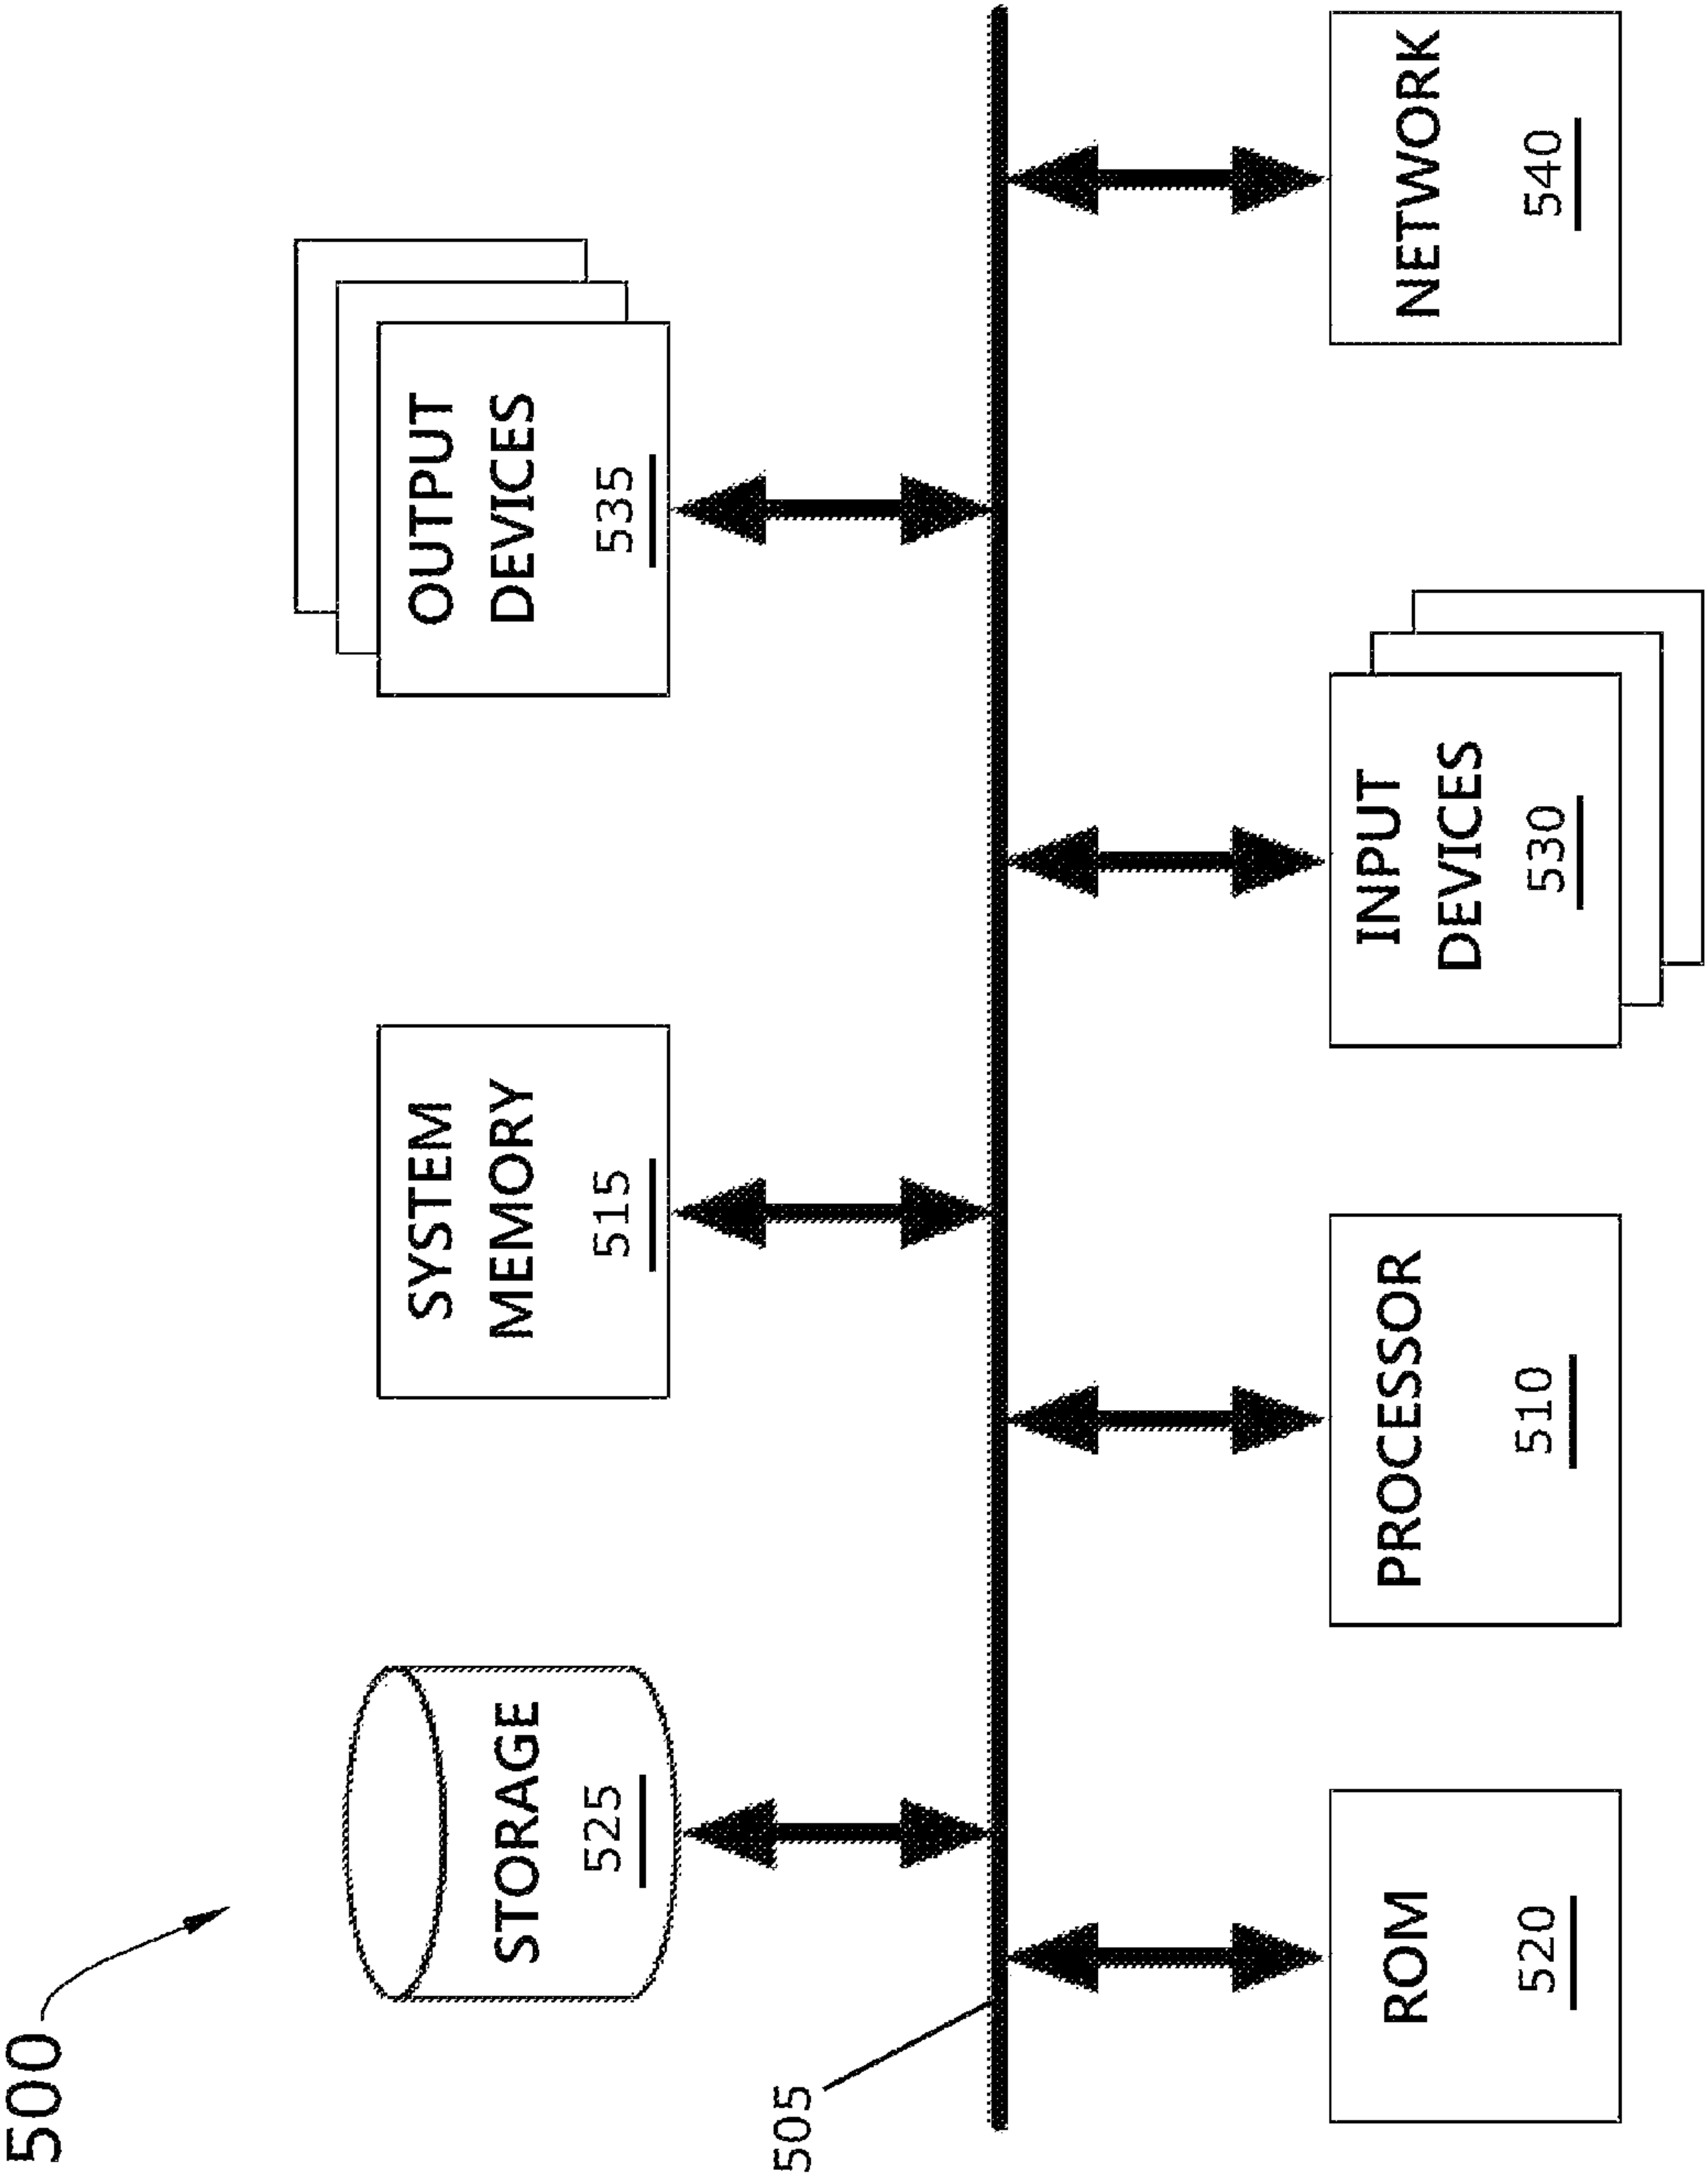 500
STORAGE
525
SYSTEM
MEMORY
515
OUTPUT
DEVICES
535
505
ROM
520
PROCESSOR
510
INPUT
DEVICES
530
NETWORK
540